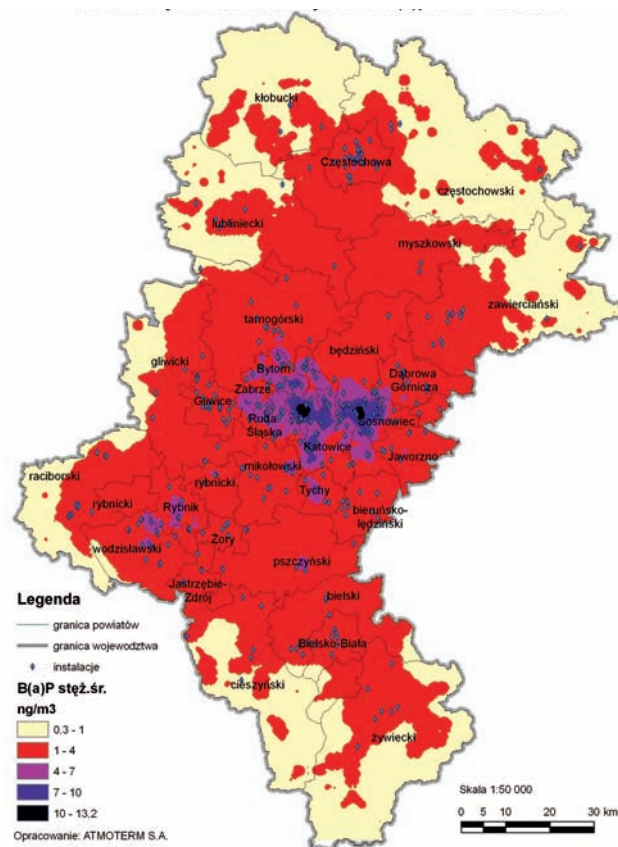 kłobucki
Częstochowa
częstochowski
lubliniecki
myszkowski
zawierciański
tarnogórski
będziński
gliwicki
Bytom
Dąbrowa
Górnicza
Zabrze
Gliwice
Ruda
Śląska
Sosnowiec
Katowice
Jaworzno
mikołowski
raciborski
rybnicki
Tychy
rybnicki
Rybnik
bieruńsko-
lędziński
wodzisławski
Żory
pszczyński
Jastrzębie-
Zdrój
bielski
Bielsko-Biała
cieszyński
żywiecki
Legenda
granica powiatów
granica wojewodztwa
instalacje
B(a)P stęż.śr.
ng/m3
0,3 - 1
1 - 4
4 - 7
7 - 10
10 - 13,2
Opracowanie: ATMOTERM S.A.
Skala 1:50 000
0 5 10 20 30 km